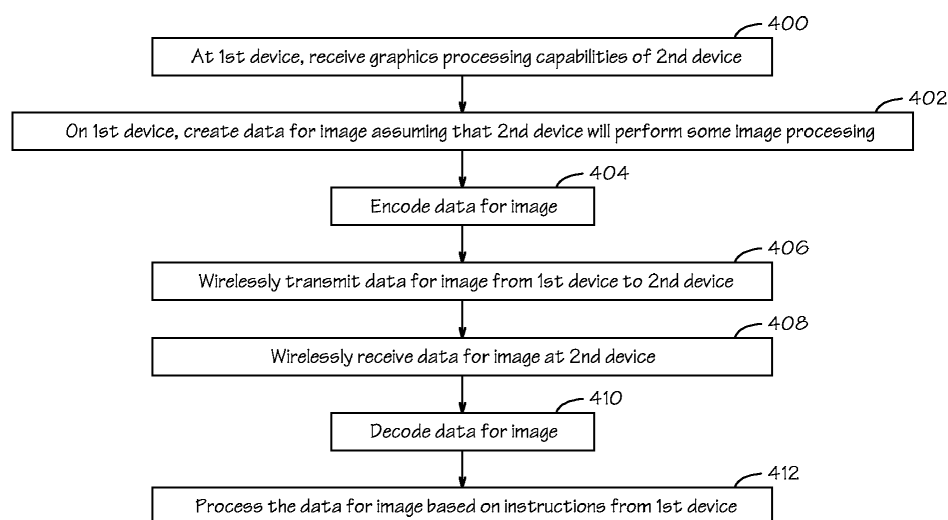 400
At 1st device, receive graphics processing capabilities of 2nd device
402
On 1st device, create data for image assuming that 2nd device will perform some image processing
404
Encode data for image
406
Wirelessly transmit data for image from 1st device to 2nd device
408
Wirelessly receive data for image at 2nd device
410
Decode data for image
412
Process the data for image based on instructions from 1st device